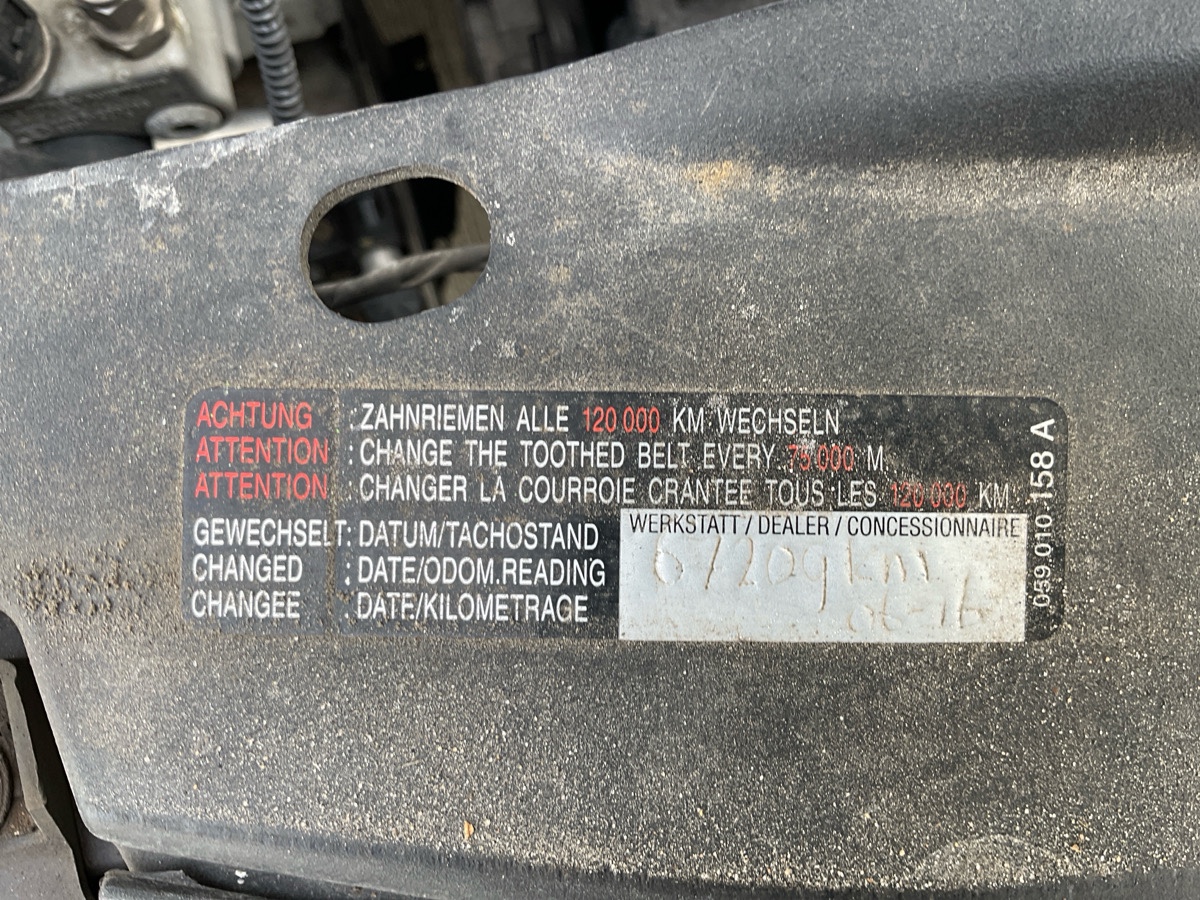 ACHTUNG : ZAHNRIEMEN ALLE 120 000 KM WECHSELN
ATTENTION : CHANGE THE TOOTHED BELT EVERY 75 000 M
ATTENTION : CHANGER LA COURROIE CRANTEE TOUS LES 120 000 KM
GEWECHSELT: DATUM/TACHOSTAND
CHANGED : DATE/ODOM.READING
CHANGEE : DATE/KILOMETRAGE
WERKSTATT / DEALER / CONCESSIONNAIRE
67209km
06-16
059.010.158 A